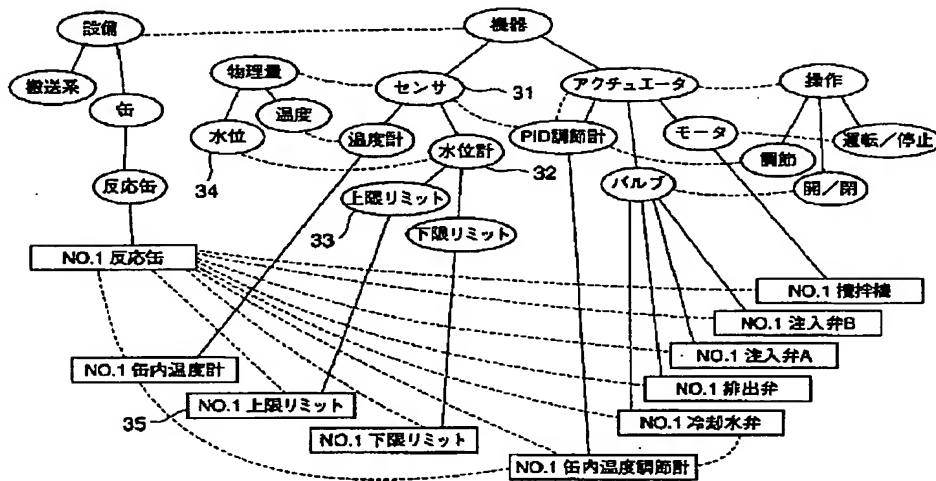 設備
機器
搬送系
物理量
センサ
31
アクチュエータ
操作
缶
温度
水位
34
温度計
水位計
32
PID調節計
モータ
調節
運転／停止
反応缶
上限リミット
33
下限リミット
バルブ
開／閉
NO.1 反応缶
NO.1 攪拌機
NO.1 注入弁B
NO.1 注入弁A
NO.1 缶内温度計
NO.1 排出弁
35
NO.1 上限リミット
NO.1 冷却水弁
NO.1 下限リミット
NO.1 缶内温度調節計